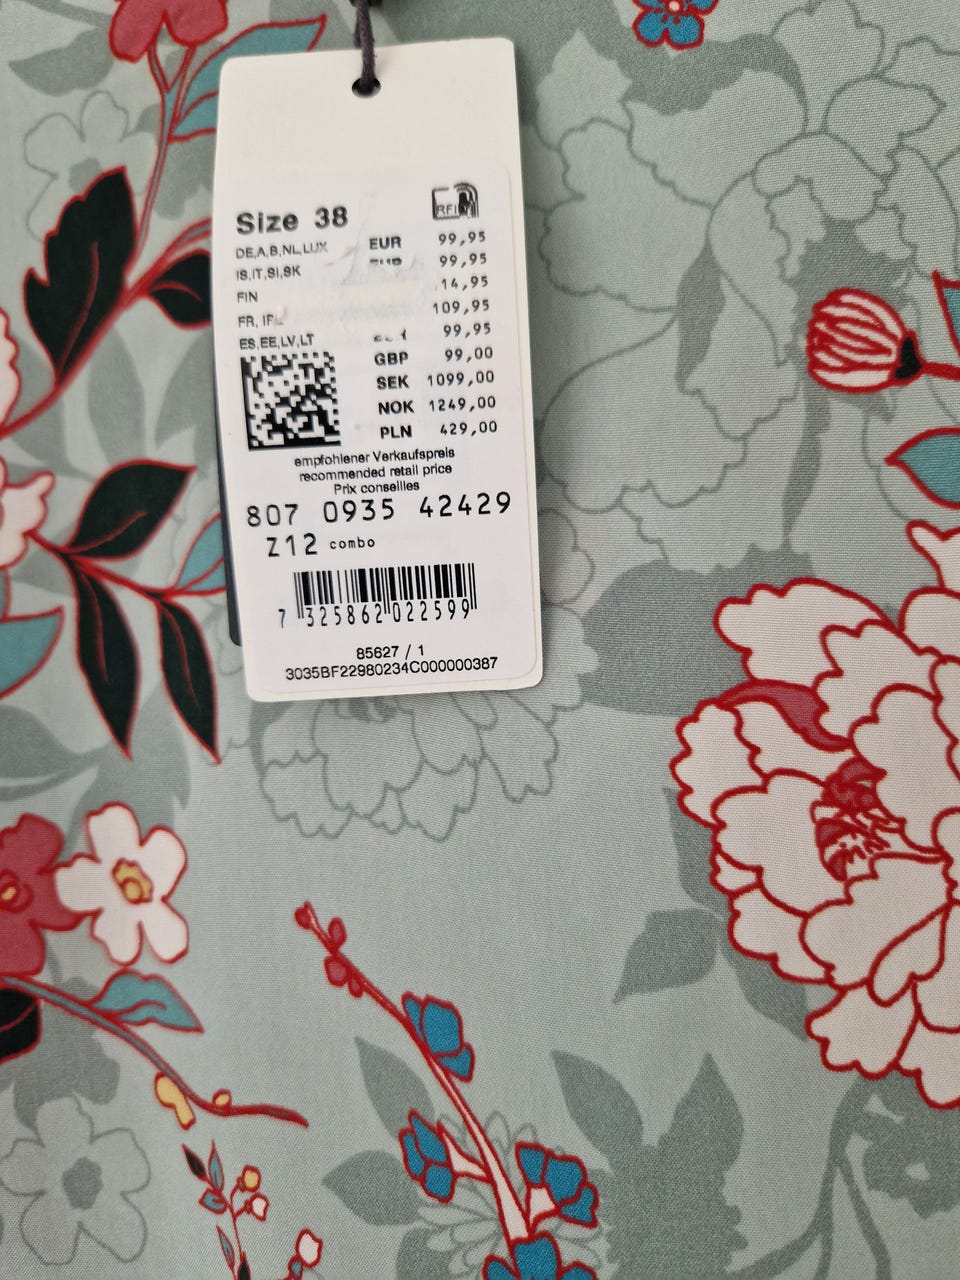 Size 38
RFID
DE,A,B,NL,LUX EUR 99,95
IS,IT,SI,SK 99,95
FIN 14,95
FR, 109,95
ES,EE,LV,LT 99,95
GBP 99,00
SEK 1099,00
NOK 1249,00
PLN 429,00
empfohlener Verkaufspreis
recommended retail price
Prix conseilles
807 0935 42429
Z12 combo
7 325862 022599
85627 / 1
3035BF22980234C000000387